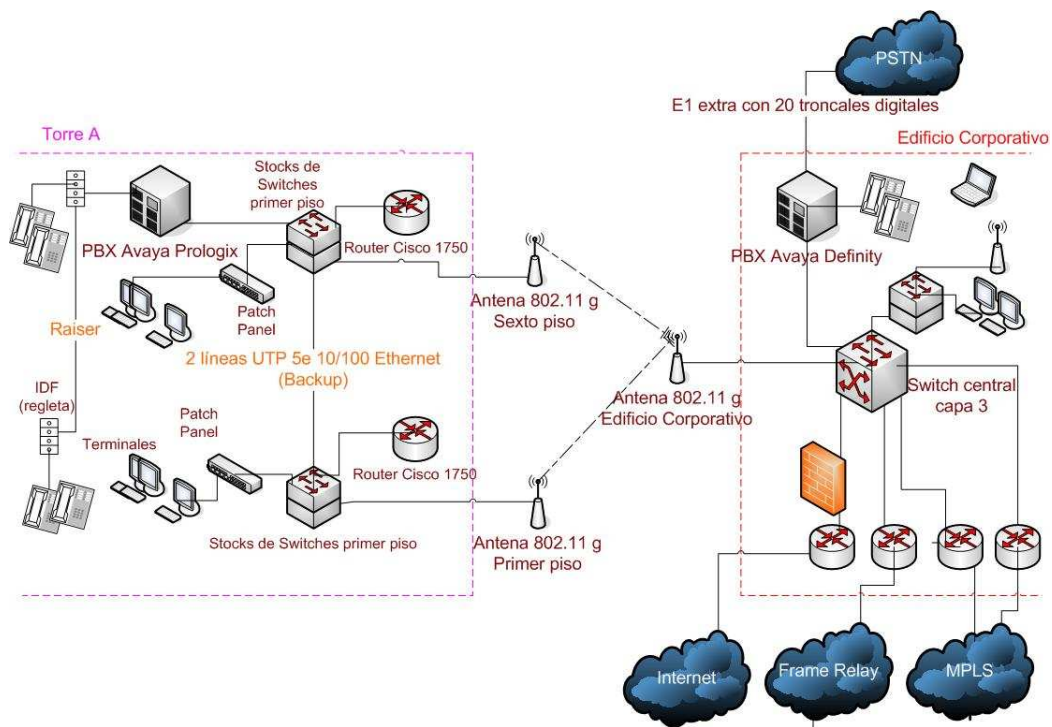 PSTN
E1 extra con 20 troncales digitales
Torre A
Edificio Corporativo
Stocks de
Switches
primer piso
PBX Avaya Prologix
Router Cisco 1750
PBX Avaya Definity
Patch
Panel
Antena 802.11 g
Sexto piso
Raiser
2 líneas UTP 5e 10/100 Ethernet
(Backup)
IDF
(regleta)
Patch
Panel
Antena 802.11 g
Edificio Corporativo
Switch central
capa 3
Terminales
Router Cisco 1750
Stocks de Switches primer piso
Antena 802.11 g
Primer piso
Internet
Frame Relay
MPLS